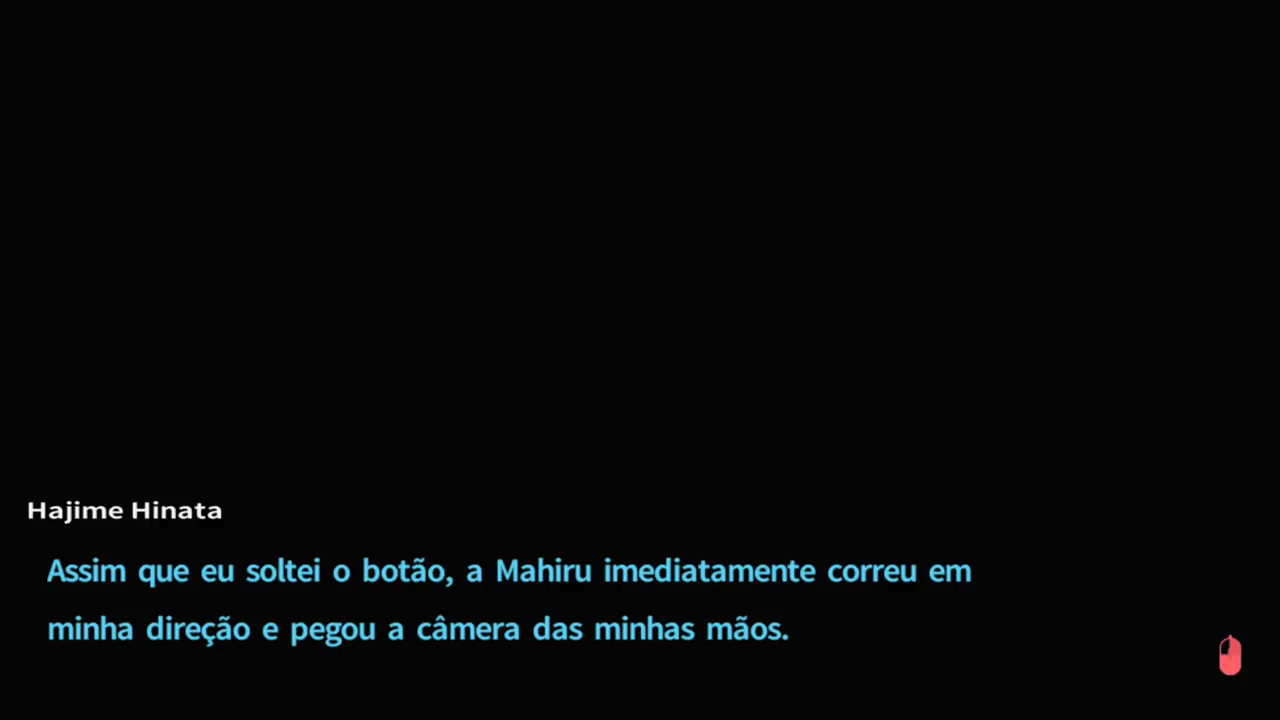 Hajime Hinata
Assim que eu soltei o botão, a Mahiru imediatamente correu em
minha direção e pegou a câmera das minhas mãos.